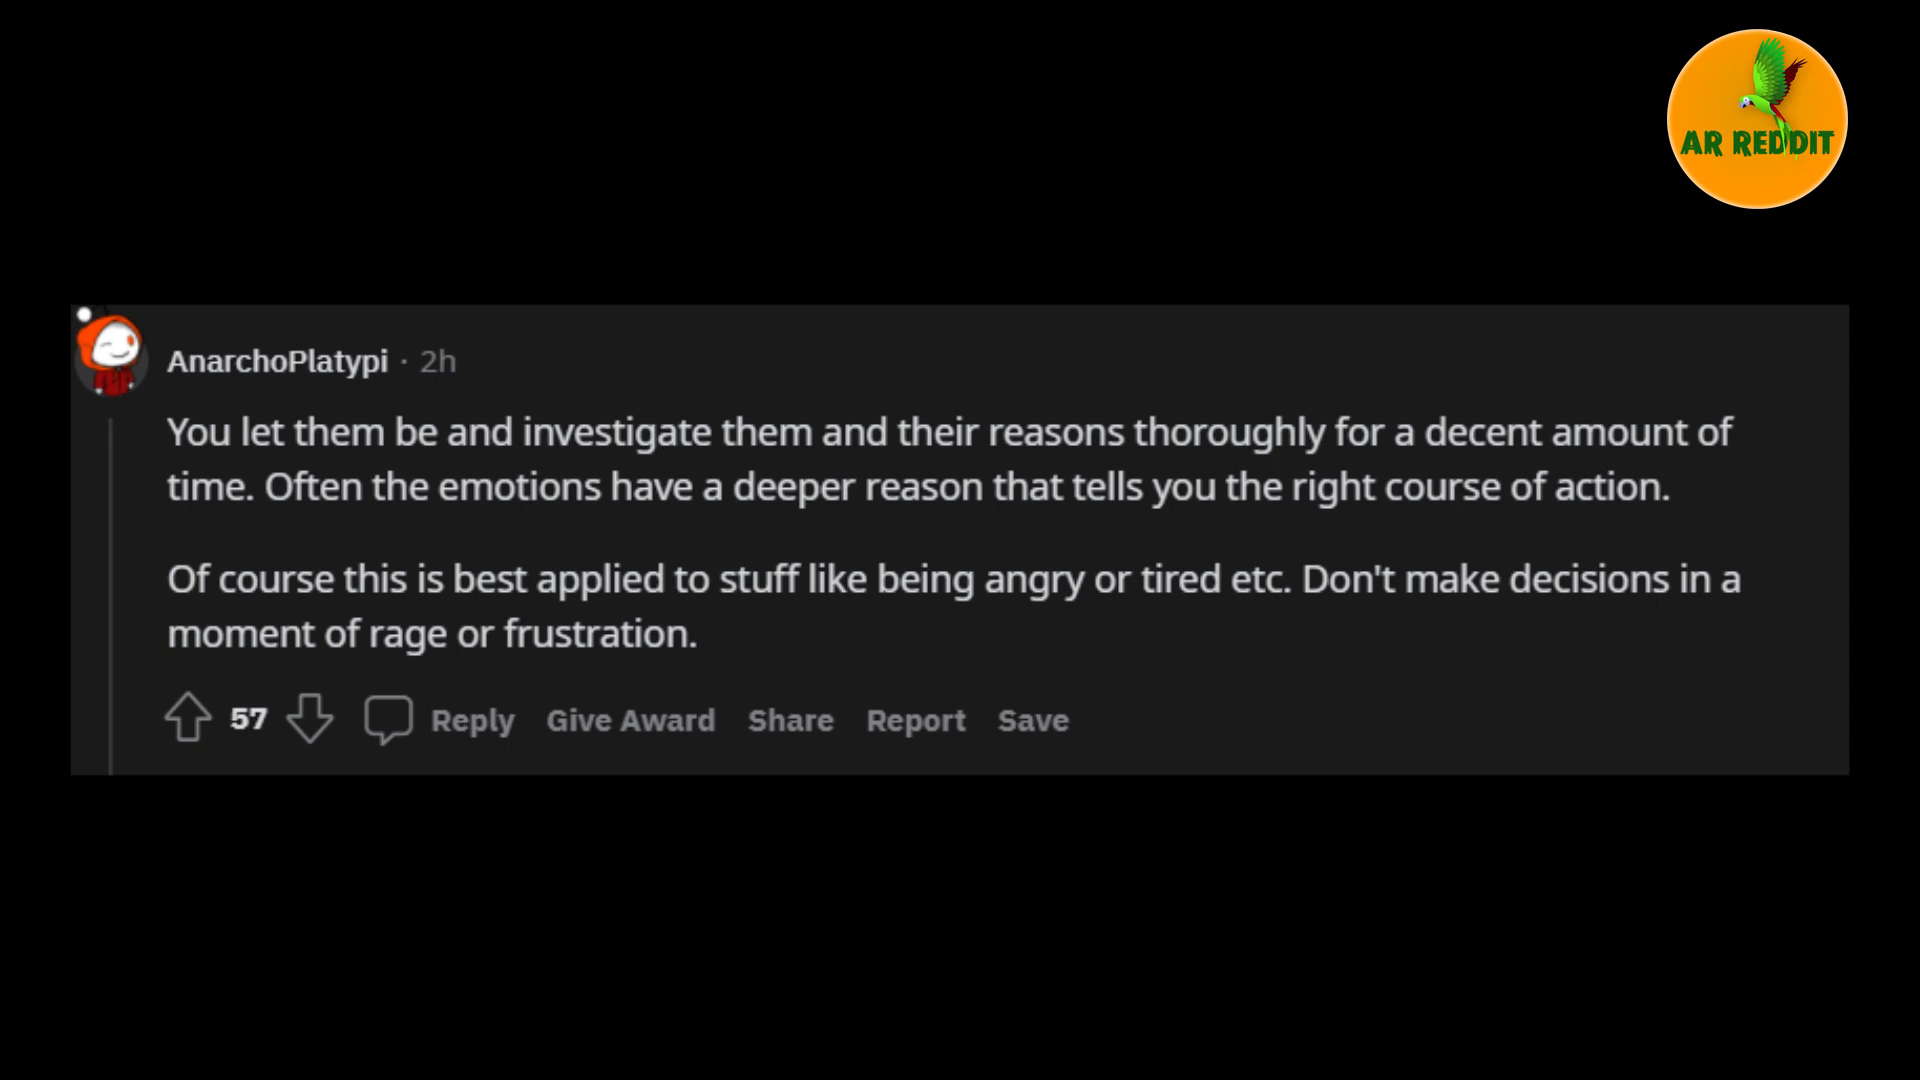 AR REDDIT
AnarchoPlatypi · 2h
You let them be and investigate them and their reasons thoroughly for a decent amount of
time. Often the emotions have a deeper reason that tells you the right course of action.
Of course this is best applied to stuff like being angry or tired etc. Don't make decisions in a
moment of rage or frustration.
57 Reply Give Award Share Report Save